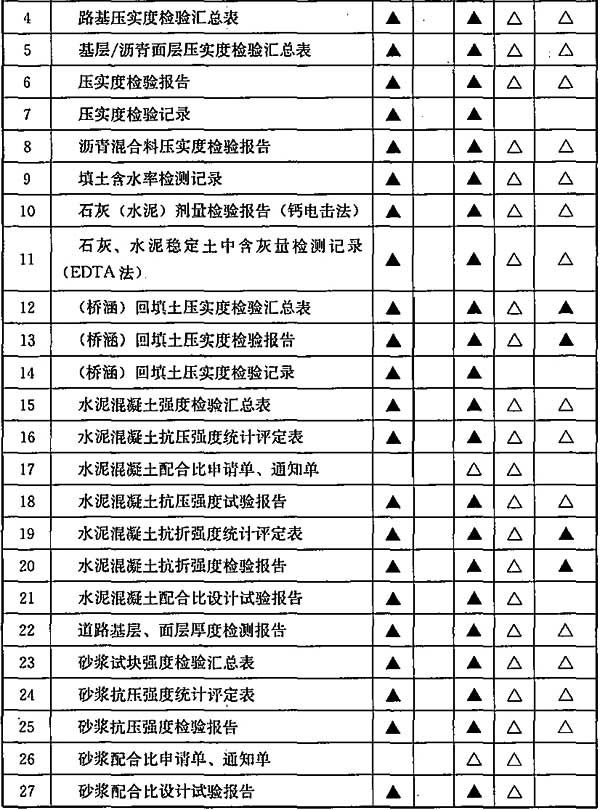 4 路基压实度检验汇总表 ▲ ▲ △ △
5 基层/沥青面层压实度检验汇总表 ▲ ▲ △ △
6 压实度检验报告 ▲ ▲ △ △
7 压实度检验记录 ▲ ▲
8 沥青混合料压实度检验报告 ▲ ▲ △ △
9 填土含水率检测记录 ▲ ▲ △ △
10 石灰（水泥）剂量检验报告（钙电击法） ▲ ▲ △ △
11 石灰、水泥稳定土中含灰量检测记录
（EDTA法） ▲ ▲ △ △
12 （桥涵）回填土压实度检验汇总表 ▲ ▲ △ ▲
13 （桥涵）回填土压实度检验报告 ▲ ▲ △ ▲
14 （桥涵）回填土压实度检验记录 ▲ ▲
15 水泥混凝土强度检验汇总表 ▲ ▲ △ △
16 水泥混凝土抗压强度统计评定表 ▲ ▲ △ △
17 水泥混凝土配合比申请单、通知单 △ △
18 水泥混凝土抗压强度试验报告 ▲ ▲ △ △
19 水泥混凝土抗折强度统计评定表 ▲ ▲ △ ▲
20 水泥混凝土抗折强度检验报告 ▲ ▲ △ ▲
21 水泥混凝土配合比设计试验报告 ▲ ▲ △
22 道路基层、面层厚度检测报告 ▲ ▲ △ △
23 砂浆试块强度检验汇总表 ▲ ▲ △ △
24 砂浆抗压强度统计评定表 ▲ ▲ △ △
25 砂浆抗压强度检验报告 ▲ ▲ △ △
26 砂浆配合比申请单、通知单 △ △
27 砂浆配合比设计试验报告 ▲ ▲ △